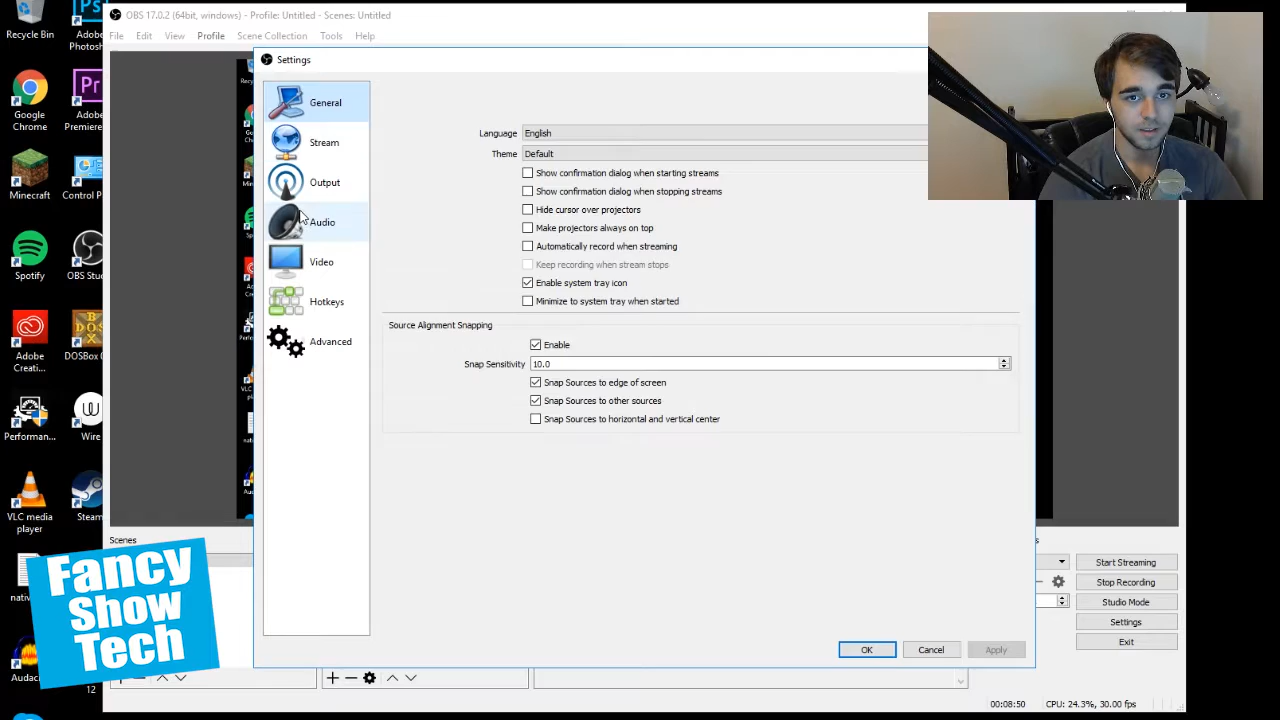 OBS 17.0.2 (64bit, windows) - Profile: Untitled - Scenes: Untitled
File Edit View Profile Scene Collection Tools Help
Recycle Bin
Adobe
Photosh...
Google
Chrome
Adobe
Premiere...
Minecraft
Control P...
Spotify
OBS Stud...
Adobe
Creati...
DOSBox 0...
Performan...
Wire
VLC media
player
Steam
nativ
Audac
12
Settings
General
Stream
Output
Audio
Video
Hotkeys
Advanced
Language English
Theme Default
Show confirmation dialog when starting streams
Show confirmation dialog when stopping streams
Hide cursor over projectors
Make projectors always on top
Automatically record when streaming
Keep recording when stream stops
Enable system tray icon
Minimize to system tray when started
Source Alignment Snapping
Enable
Snap Sensitivity 10.0
Snap Sources to edge of screen
Snap Sources to other sources
Snap Sources to horizontal and vertical center
OK Cancel Apply
Scenes
Start Streaming
Stop Recording
Studio Mode
Settings
Exit
00:08:50 CPU: 24.3%, 30.00 fps
Fancy
Show
Tech